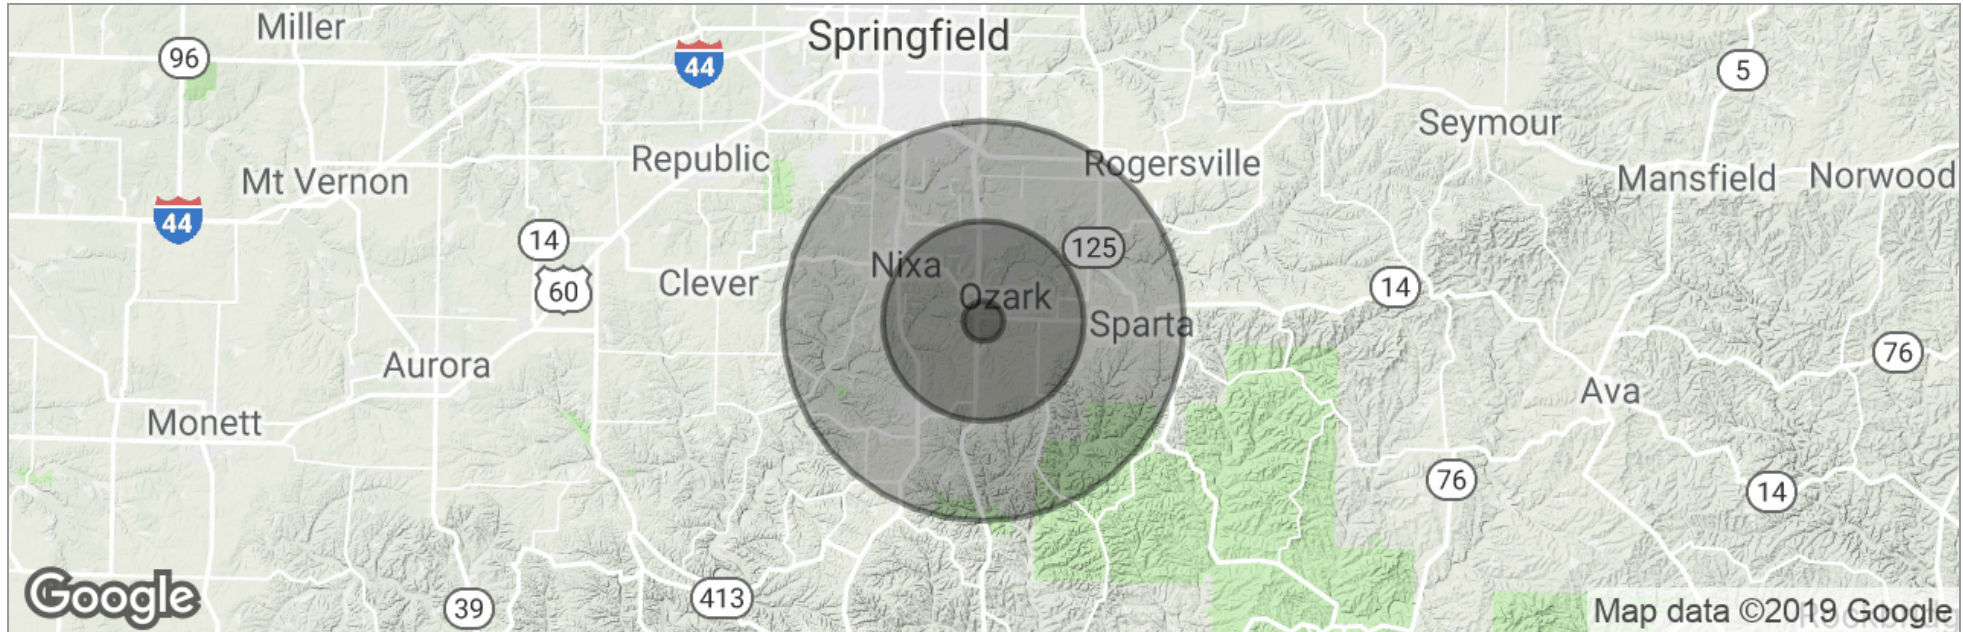 Miller
Springfield
96
44
5
Seymour
Republic
Rogersville
Mt Vernon
Mansfield
Norwood
44
14
125
Nixa
Clever
60
Ozark
14
Sparta
76
Aurora
Ava
Monett
76
14
Google
39
413
Map data ©2019 Google